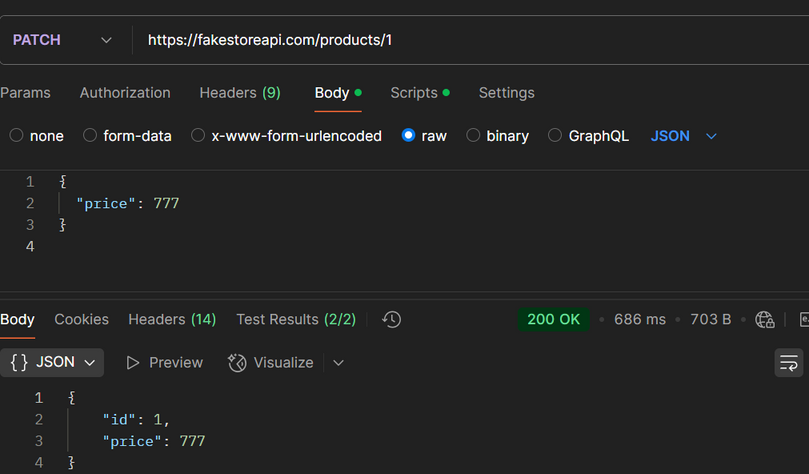 PATCH https://fakestoreapi.com/products/1
Params Authorization Headers (9) Body Scripts Settings
none form-data x-www-form-urlencoded raw binary GraphQL JSON
1 {
2 "price": 777
3 }
4
Body Cookies Headers (14) Test Results (2/2) 200 OK • 686 ms • 703 B •
{} JSON Preview Visualize
1 {
2 "id": 1,
3 "price": 777
4 }